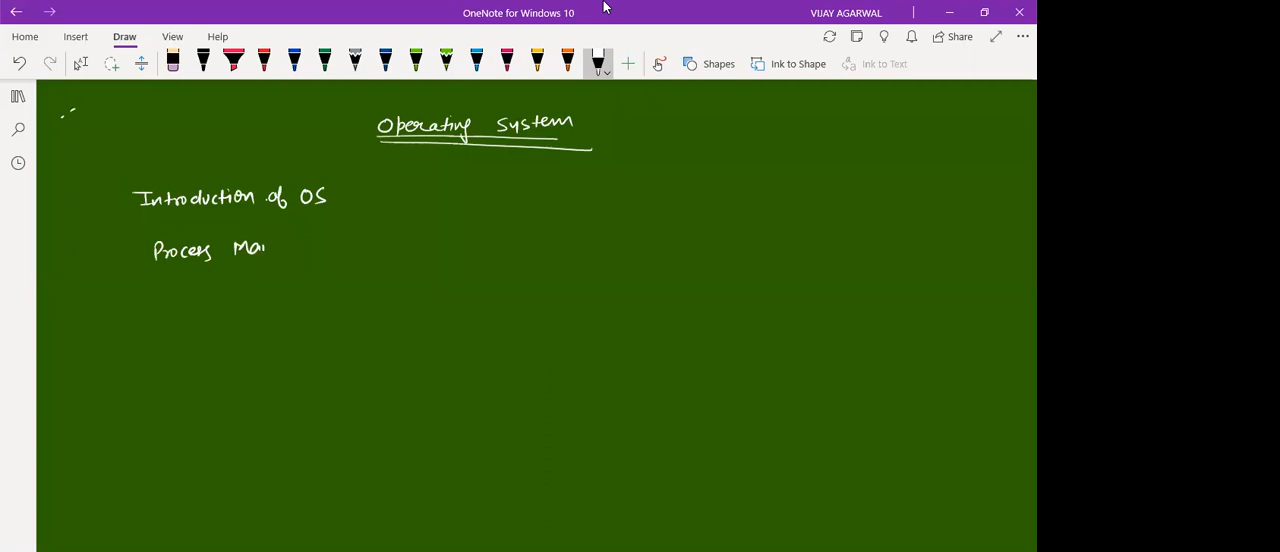 OneNote for Windows 10
VIJAY AGARWAL
Home Insert Draw View Help
Share
Shapes Ink to Shape Ink to Text
Operating System
Introduction of OS
Process Mai